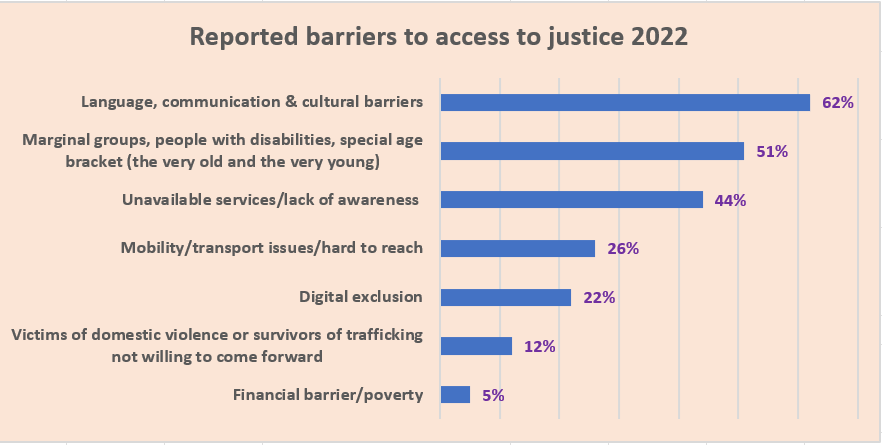 Reported barriers to access to justice 2022
Language, communication & cultural barriers
62%
Marginal groups, people with disabilities, special age
bracket (the very old and the very young)
51%
Unavailable services/lack of awareness
44%
Mobility/transport issues/hard to reach
26%
Digital exclusion
22%
Victims of domestic violence or survivors of trafficking
not willing to come forward
12%
Financial barrier/poverty
5%